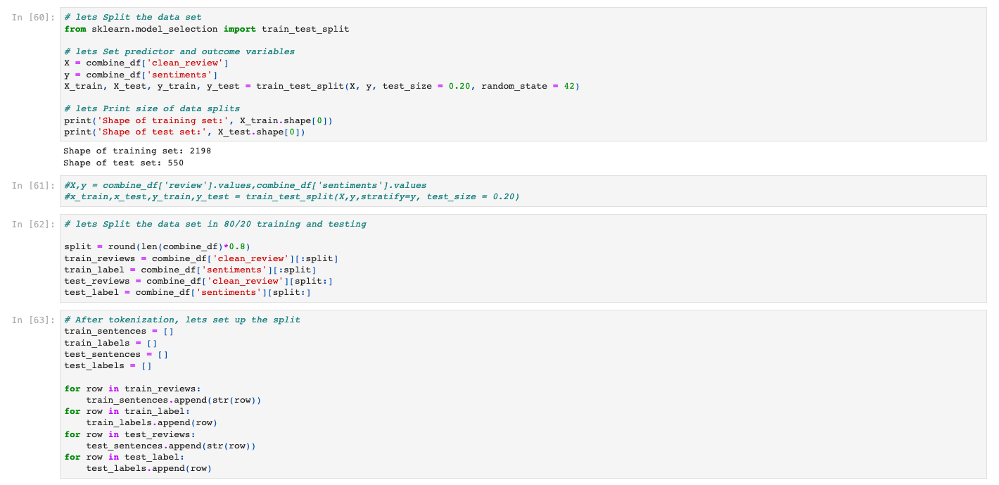 In [60]:
# lets Split the data set
from sklearn.model_selection import train_test_split
# lets Set predictor and outcome variables
X = combine_df['clean_review']
y = combine_df['sentiments']
X_train, X_test, y_train, y_test = train_test_split(X, y, test_size = 0.20, random_state = 42)
# lets Print size of data splits
print('Shape of training set:', X_train.shape[0])
print('Shape of test set:', X_test.shape[0])
Shape of training set: 2198
Shape of test set: 550
In [61]:
#X,y = combine_df['review'].values,combine_df['sentiments'].values
#x_train,x_test,y_train,y_test = train_test_split(X,y,stratify=y, test_size = 0.20)
In [62]:
# lets Split the data set in 80/20 training and testing
split = round(len(combine_df)*0.8)
train_reviews = combine_df['clean_review'][:split]
train_label = combine_df['sentiments'][:split]
test_reviews = combine_df['clean_review'][split:]
test_label = combine_df['sentiments'][split:]
In [63]:
# After tokenization, lets set up the split
train_sentences = []
train_labels = []
test_sentences = []
test_labels = []
for row in train_reviews:
    train_sentences.append(str(row))
for row in train_label:
    train_labels.append(row)
for row in test_reviews:
    test_sentences.append(str(row))
for row in test_label:
    test_labels.append(row)